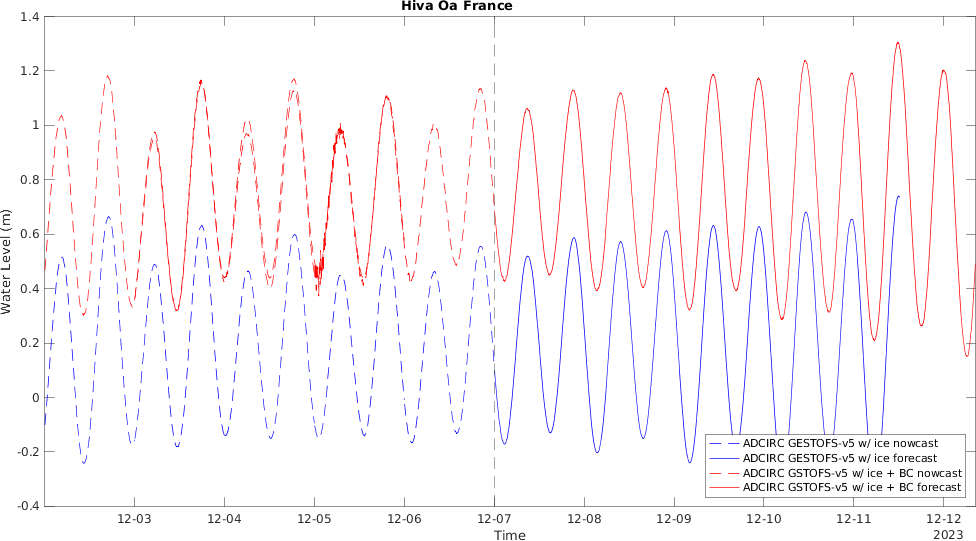 Hiva Oa France
1.4
1.2
1
0.8
0.6
0.4
0.2
0
-0.2
-0.4
Water Level (m)
ADCIRC GESTOFS-v5 w/ ice nowcast
ADCIRC GESTOFS-v5 w/ ice forecast
ADCIRC GSTOFS-v5 w/ ice + BC nowcast
ADCIRC GSTOFS-v5 w/ ice + BC forecast
12-03 12-04 12-05 12-06 12-07 12-08 12-09 12-10 12-11 12-12
Time 2023